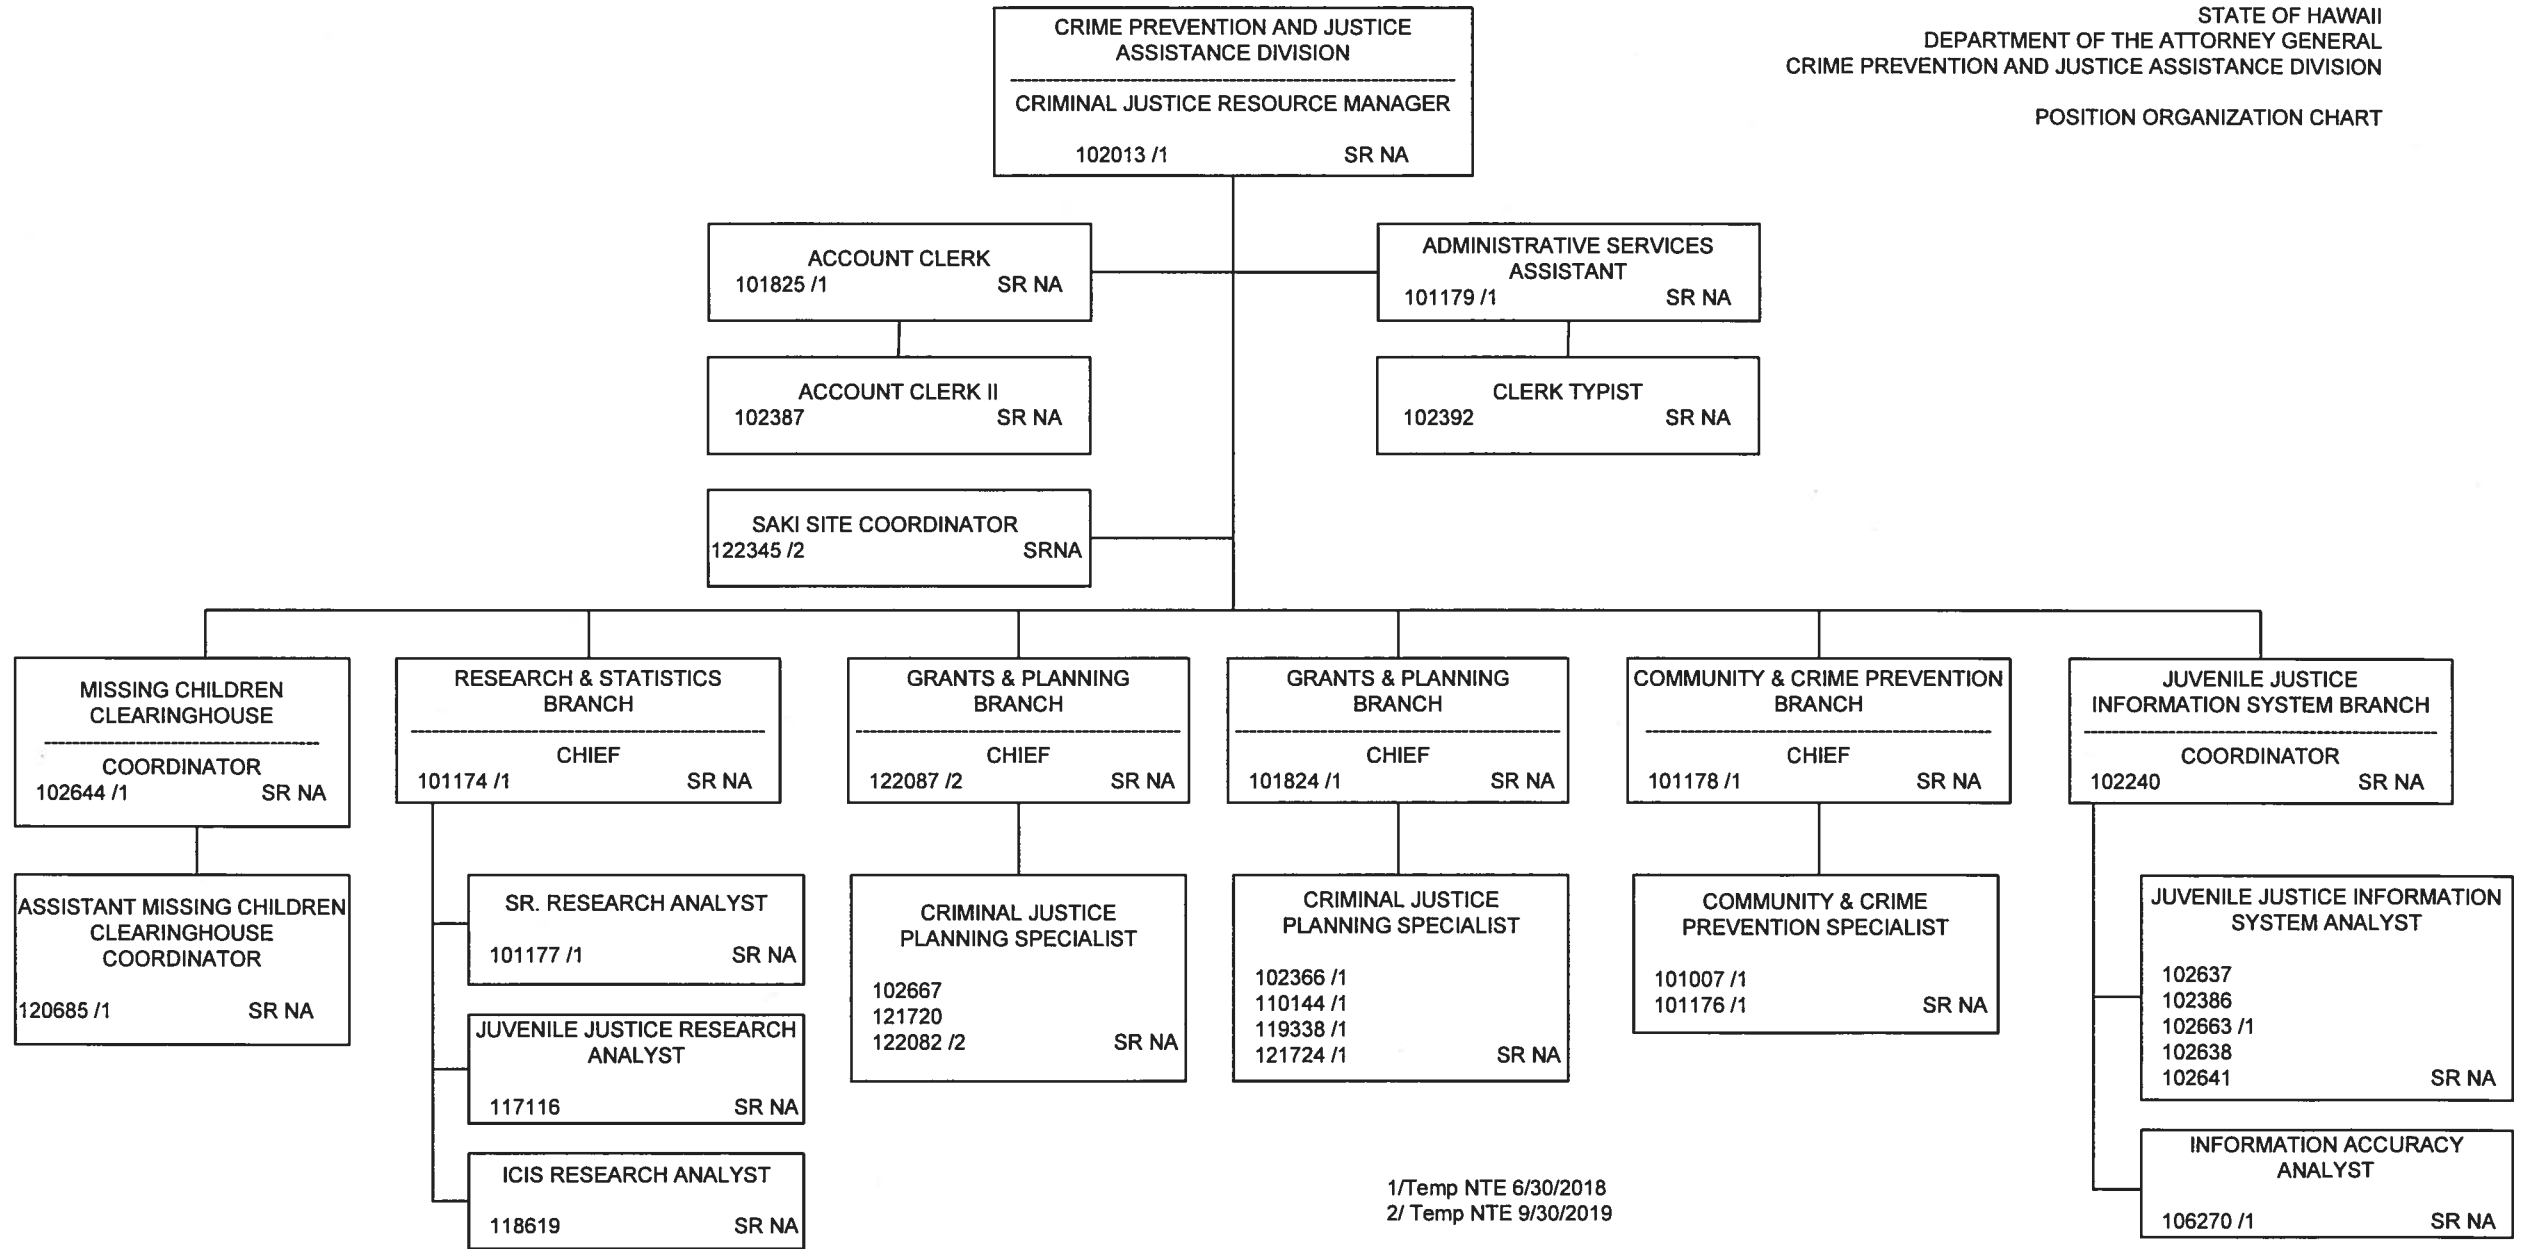 STATE OF HAWAII
DEPARTMENT OF THE ATTORNEY GENERAL
CRIME PREVENTION AND JUSTICE ASSISTANCE DIVISION
POSITION ORGANIZATION CHART
CRIME PREVENTION AND JUSTICE
ASSISTANCE DIVISION
CRIMINAL JUSTICE RESOURCE MANAGER
102013 /1 SR NA
ACCOUNT CLERK
101825 /1 SR NA
ADMINISTRATIVE SERVICES
ASSISTANT
101179 /1 SR NA
ACCOUNT CLERK II
102387 SR NA
CLERK TYPIST
102392 SR NA
SAKI SITE COORDINATOR
122345 /2 SRNA
MISSING CHILDREN
CLEARINGHOUSE
COORDINATOR
102644 /1 SR NA
RESEARCH & STATISTICS
BRANCH
CHIEF
101174 /1 SR NA
GRANTS & PLANNING
BRANCH
CHIEF
122087 /2 SR NA
GRANTS & PLANNING
BRANCH
CHIEF
101824 /1 SR NA
COMMUNITY & CRIME PREVENTION
BRANCH
CHIEF
101178 /1 SR NA
JUVENILE JUSTICE
INFORMATION SYSTEM BRANCH
COORDINATOR
102240 SR NA
ASSISTANT MISSING CHILDREN
CLEARINGHOUSE
COORDINATOR
120685 /1 SR NA
SR. RESEARCH ANALYST
101177 /1 SR NA
JUVENILE JUSTICE RESEARCH
ANALYST
117116 SR NA
ICIS RESEARCH ANALYST
118619 SR NA
CRIMINAL JUSTICE
PLANNING SPECIALIST
102667
121720
122082 /2 SR NA
CRIMINAL JUSTICE
PLANNING SPECIALIST
102366 /1
110144 /1
119338 /1
121724 /1 SR NA
COMMUNITY & CRIME
PREVENTION SPECIALIST
101007 /1
101176 /1 SR NA
JUVENILE JUSTICE INFORMATION
SYSTEM ANALYST
102637
102386
102663 /1
102638
102641 SR NA
INFORMATION ACCURACY
ANALYST
106270 /1 SR NA
1/Temp NTE 6/30/2018
2/ Temp NTE 9/30/2019